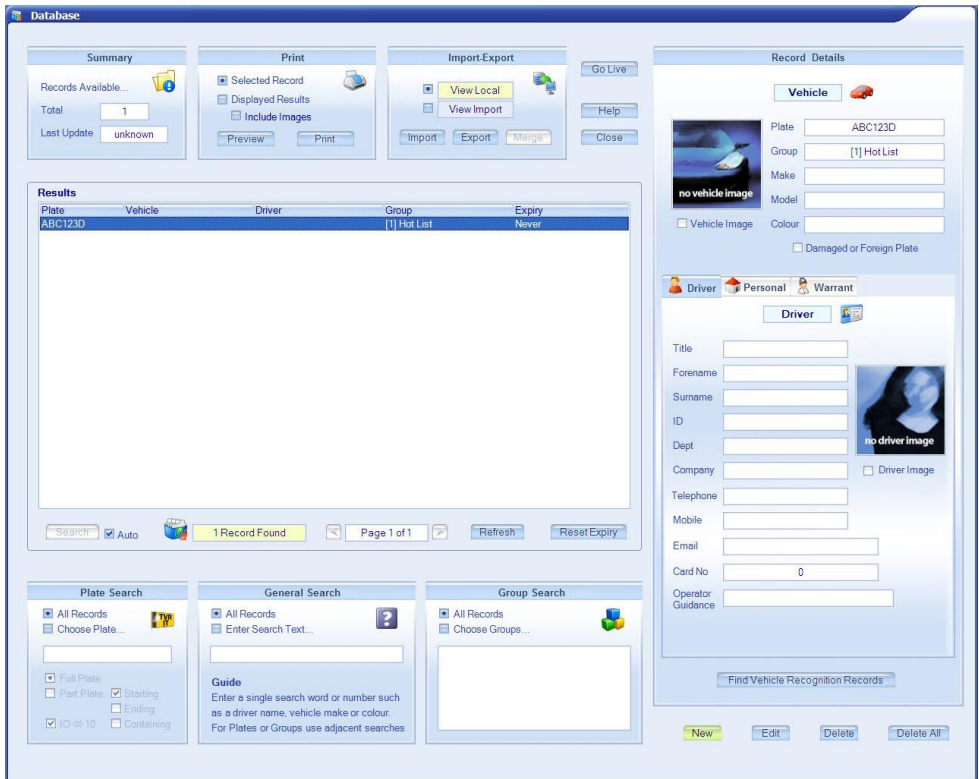 Database
Summary
Records Available...
Total 1
Last Update unknown
Print
Selected Record
Displayed Results
Include Images
Preview Print
Import-Export
View Local
View Import
Import Export Merge
Go Live
Help
Close
Results
Plate Vehicle Driver Group Expiry
ABC123D [1] Hot List Never
Search Auto 1 Record Found < Page 1 of 1 > Refresh Reset Expiry
Plate Search
All Records
Choose Plate...
TVR
IT
Full Plate
Part Plate Starting
Ending
IO ⇔ 10 Containing
General Search
All Records
Enter Search Text...
?
Guide
Enter a single search word or number such
as a driver name, vehicle make or colour.
For Plates or Groups use adjacent searches
Group Search
All Records
Choose Groups...
Record Details
Vehicle
no vehicle image
Vehicle Image
Plate ABC123D
Group [1] Hot List
Make
Model
Colour
Damaged or Foreign Plate
Driver Personal Warrant
Driver
Title
Forename
Surname
ID
Dept
Company
Telephone
Mobile
Email
Card No 0
Operator
Guidance
no driver image
Driver Image
Find Vehicle Recognition Records
New Edit Delete Delete All